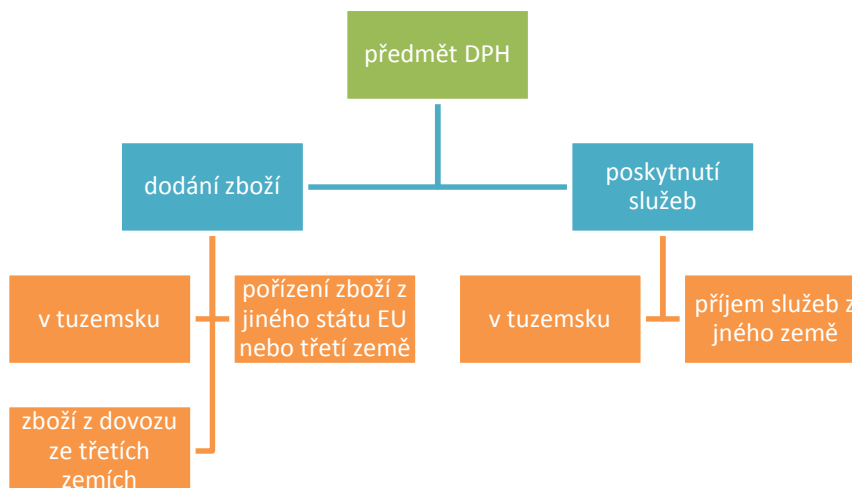 předmět DPH
dodání zboží
poskytnutí
služeb
v tuzemsku
pořízení zboží z
jiného státu EU
nebo třetí země
v tuzemsku
příjem služeb z
jného země
zboží z dovozu
ze třetích
zemích